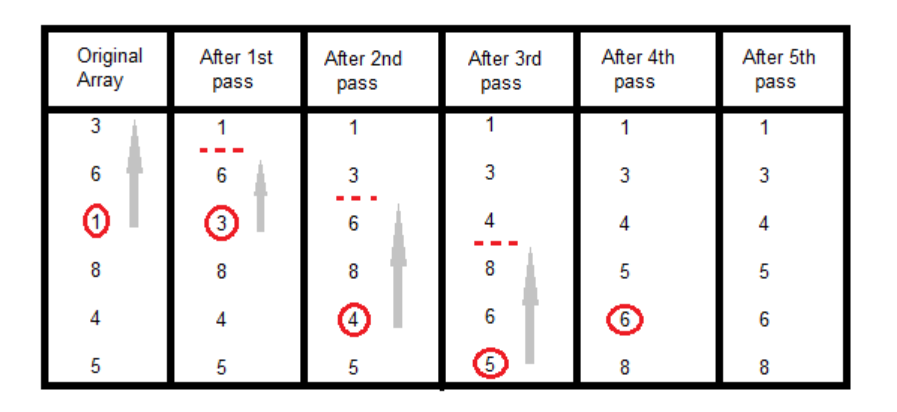 Original Array After 1st pass After 2nd pass After 3rd pass After 4th pass After 5th pass
3 1 1 1 1 1
6 6 3 3 3 3
1 3 6 4 4 4
8 8 8 8 5 5
4 4 4 6 6 6
5 5 5 5 8 8